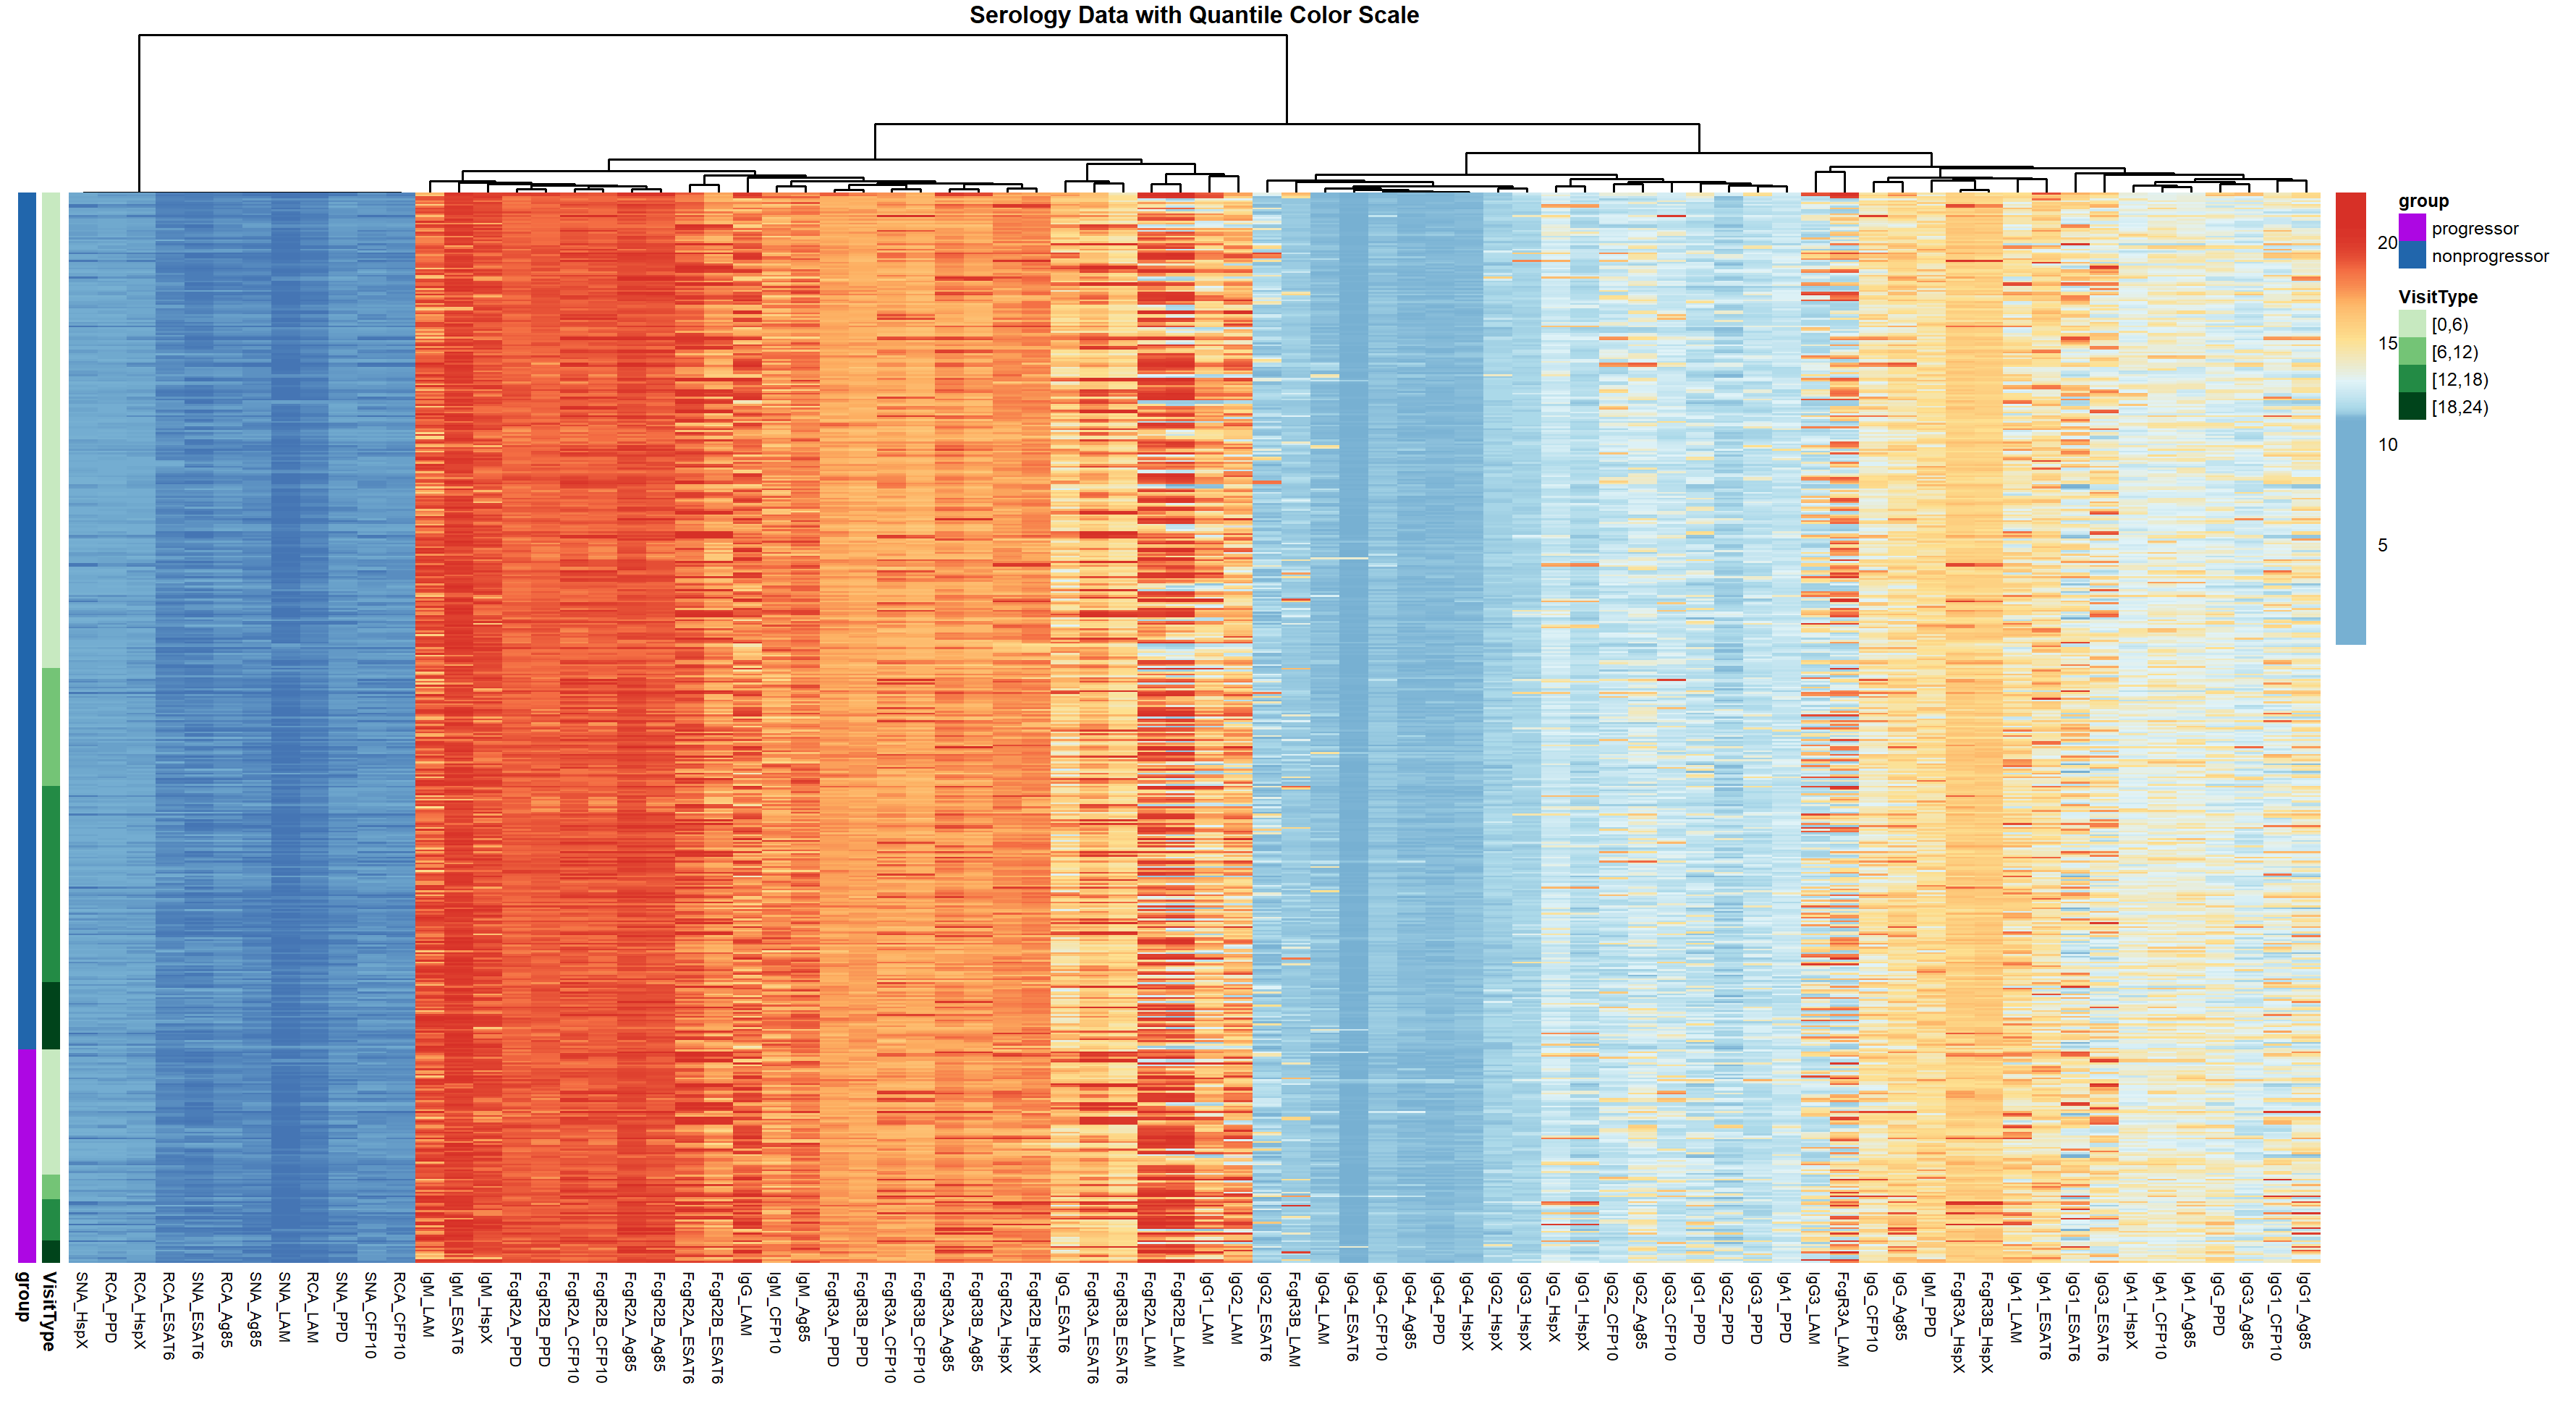 Serology Data with Quantile Color Scale
20
15
10
5
group
progressor
nonprogressor
VisitType
[0,6)
[6,12)
[12,18)
[18,24)
group
VisitType
SNA_HspX
RCA_PPD
RCA_HspX
RCA_ESAT6
SNA_ESAT6
RCA_Ag85
SNA_Ag85
SNA_LAM
RCA_LAM
SNA_PPD
SNA_CFP10
RCA_CFP10
IgM_LAM
IgM_ESAT6
IgM_HspX
FcgR2A_PPD
FcgR2B_PPD
FcgR2A_CFP10
FcgR2B_CFP10
FcgR2A_Ag85
FcgR2B_Ag85
FcgR2A_ESAT6
FcgR2B_ESAT6
IgG_LAM
IgM_CFP10
IgM_Ag85
FcgR3A_PPD
FcgR3B_PPD
FcgR3A_CFP10
FcgR3B_CFP10
FcgR3A_Ag85
FcgR3B_Ag85
FcgR2A_HspX
FcgR2B_HspX
IgG_ESAT6
FcgR3A_ESAT6
FcgR3B_ESAT6
FcgR2A_LAM
FcgR2B_LAM
IgG1_LAM
IgG2_LAM
IgG2_ESAT6
FcgR3B_LAM
IgG4_LAM
IgG4_ESAT6
IgG4_CFP10
IgG4_Ag85
IgG4_PPD
IgG4_HspX
IgG2_HspX
IgG3_HspX
IgG_HspX
IgG1_HspX
IgG2_CFP10
IgG2_Ag85
IgG3_CFP10
IgG1_PPD
IgG2_PPD
IgG3_PPD
IgA1_PPD
IgG3_LAM
FcgR3A_LAM
IgG_CFP10
IgG_Ag85
IgM_PPD
FcgR3A_HspX
FcgR3B_HspX
IgA1_LAM
IgA1_ESAT6
IgG1_ESAT6
IgG3_ESAT6
IgA1_HspX
IgA1_CFP10
IgA1_Ag85
IgG_PPD
IgG3_Ag85
IgG1_CFP10
IgG1_Ag85